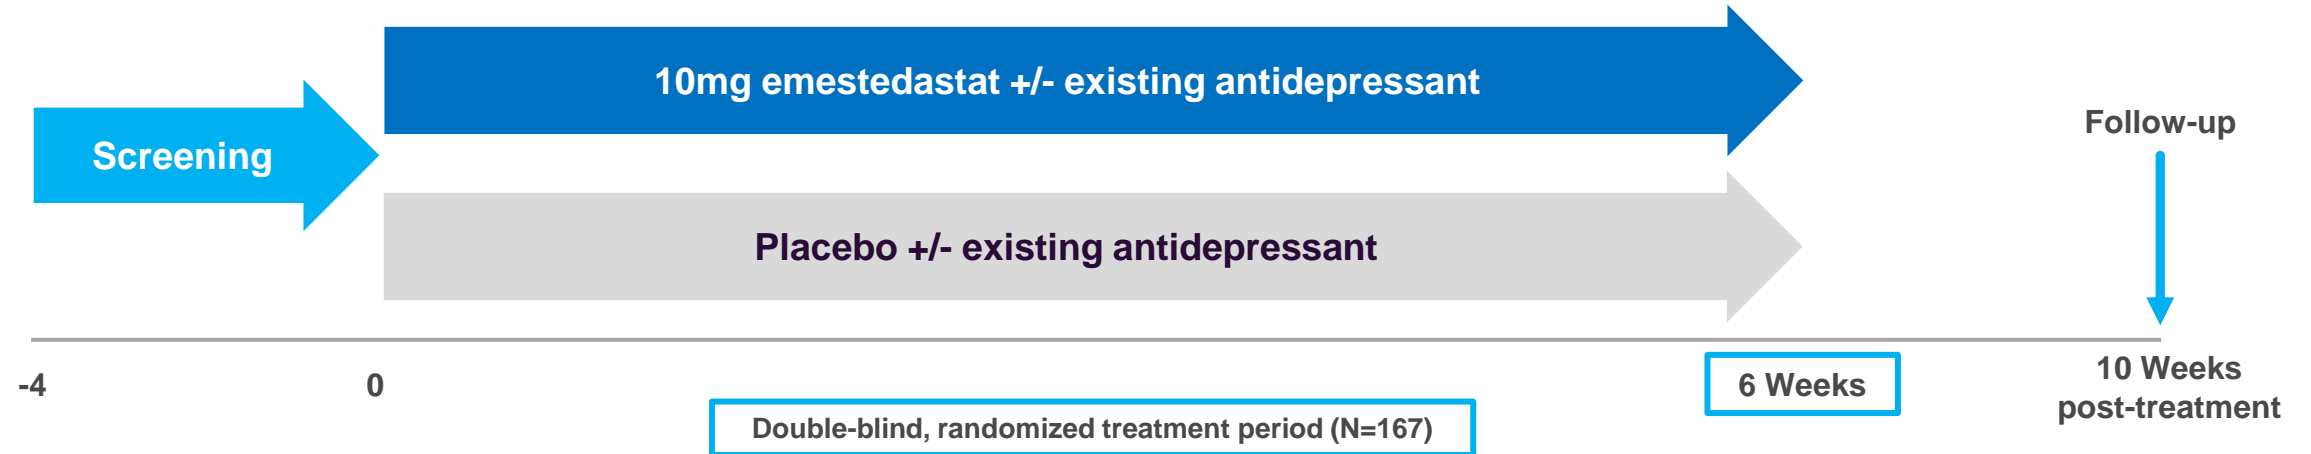 10mg emestedastat +/- existing antidepressant
Screening
Follow-up
Placebo +/- existing antidepressant
-4
0
6 Weeks
10 Weeks
post-treatment
Double-blind, randomized treatment period (N=167)